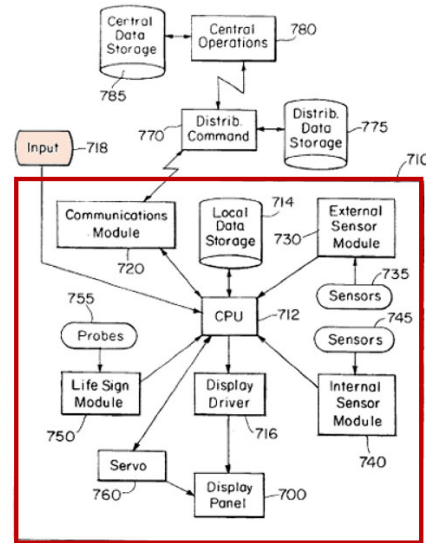 Central
Data
Storage
785
Central
Operations
780
770
Distrib.
Command
Distrib.
Data
Storage
775
Input
718
710
Communications
Module
720
Local
Data
Storage
714
730
External
Sensor
Module
735
Sensors
755
Probes
CPU
712
745
Sensors
Life Sign
Module
750
Display
Driver
716
Internal
Sensor
Module
740
Servo
760
Display
Panel
700